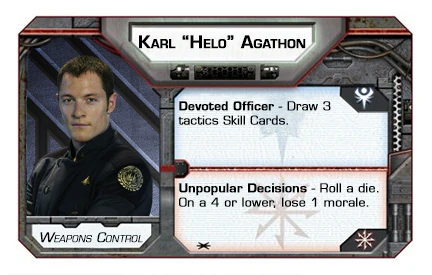 KARL "HELO" AGATHON
Devoted Officer - Draw 3
tactics Skill Cards.
Unpopular Decisions - Roll a die.
On a 4 or lower, lose 1 morale.
WEAPONS CONTROL